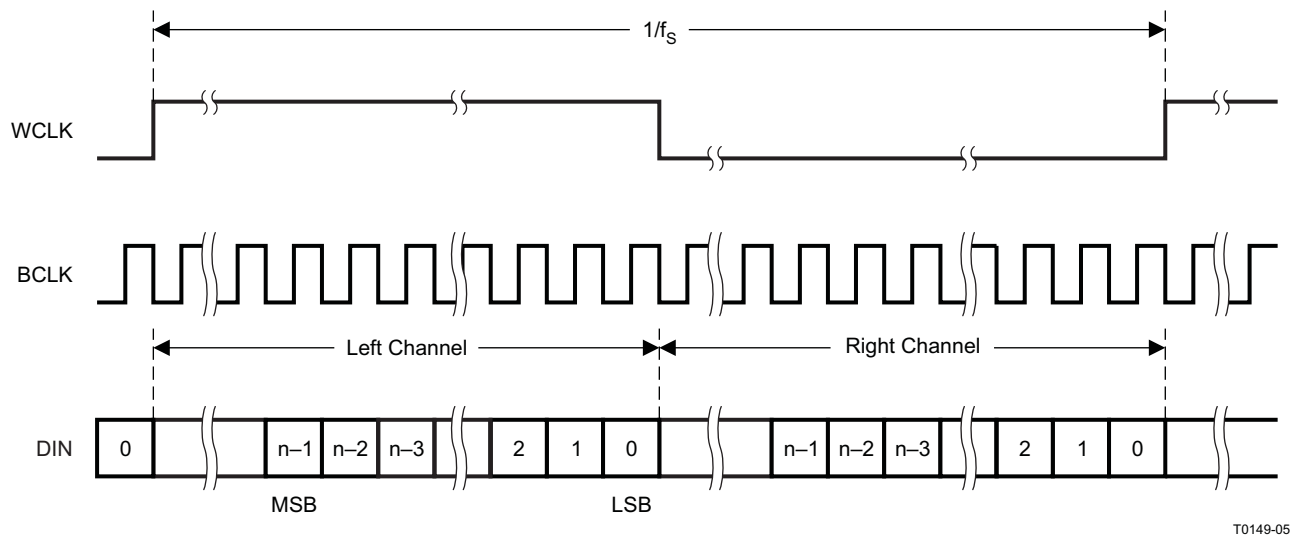 1/fS
WCLK
BCLK
Left Channel Right Channel
DIN 0 n–1 n–2 n–3 2 1 0 n–1 n–2 n–3 2 1 0
MSB LSB
T0149-05